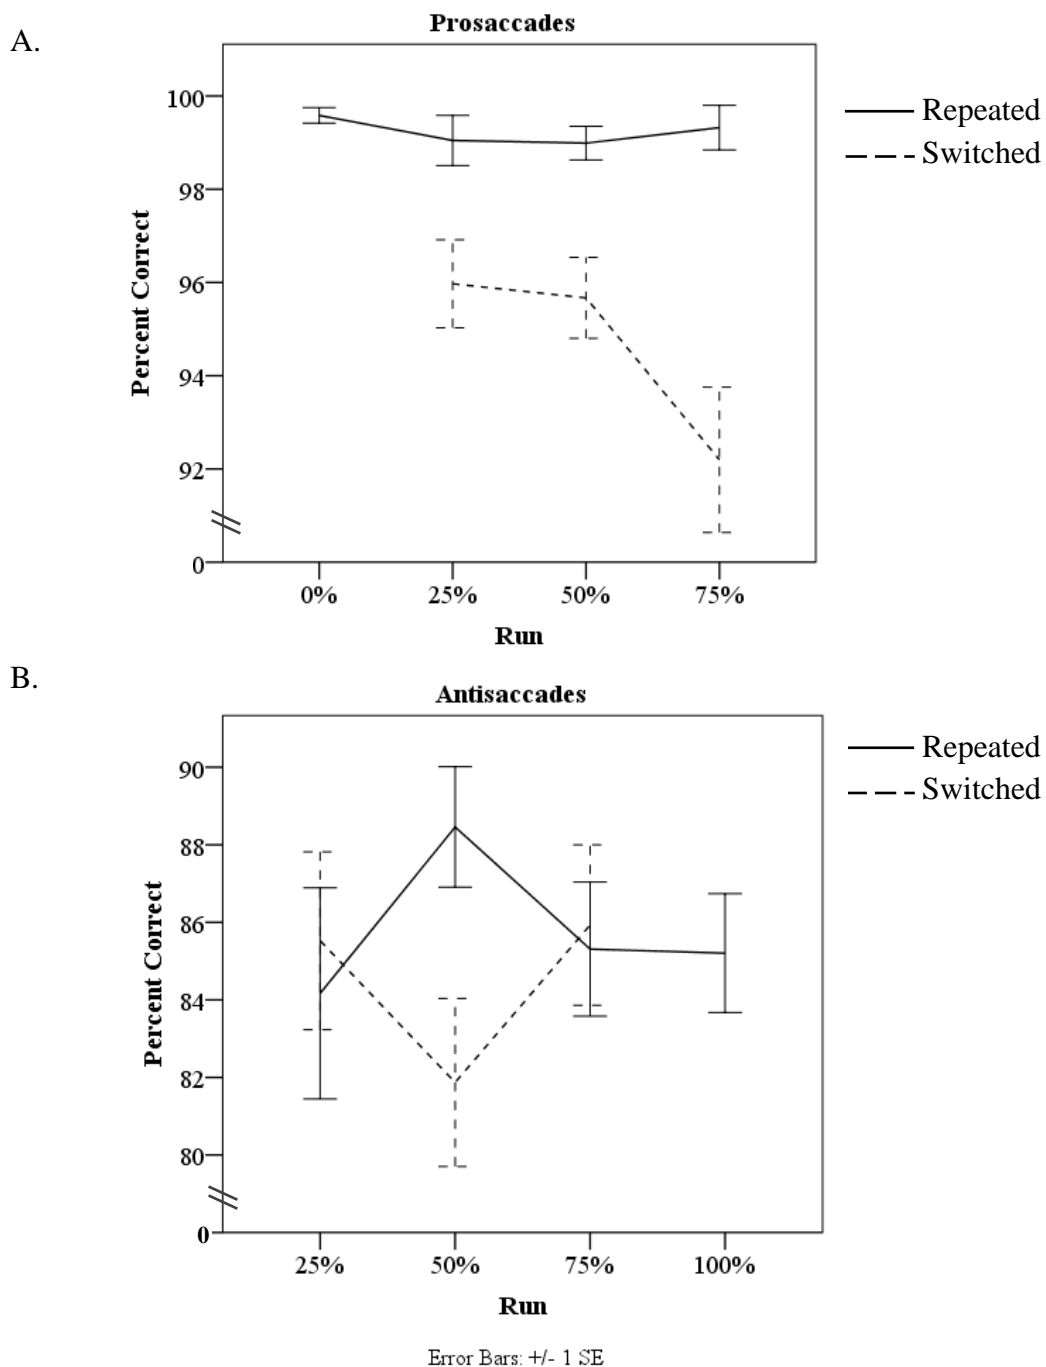 A.
Prosaccades
100
98
96
94
92
0
Percent Correct
0% 25% 50% 75%
Run
Repeated
Switched
B.
Antisaccades
90
88
86
84
82
80
0
Percent Correct
25% 50% 75% 100%
Run
Repeated
Switched
Error Bars: +/- 1 SE